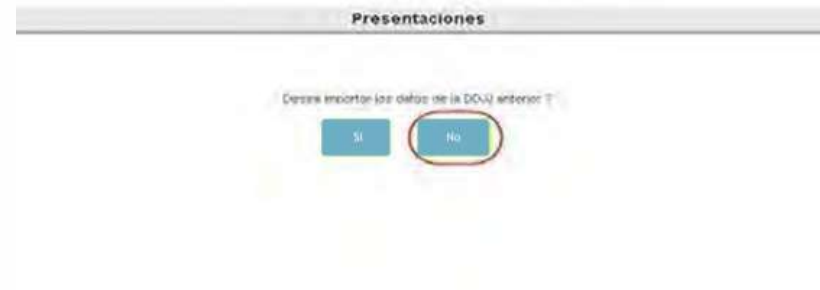 Presentaciones
Desea importar los datos de la DDJJ anterior ?
Si
No